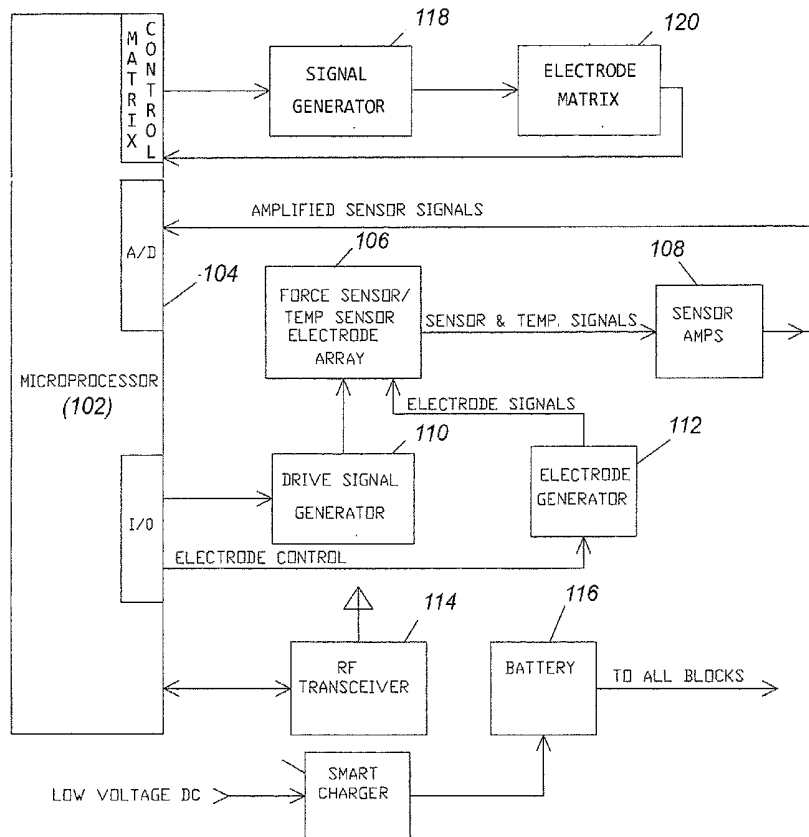 MATRIX
CONTROL
118
SIGNAL
GENERATOR
120
ELECTRODE
MATRIX
AMPLIFIED SENSOR SIGNALS
A/D
104
106
FORCE SENSOR/
TEMP SENSOR
ELECTRODE
ARRAY
SENSOR & TEMP. SIGNALS
108
SENSOR
AMPS
MICROPROCESSOR
(102)
ELECTRODE SIGNALS
110
DRIVE SIGNAL
GENERATOR
112
ELECTRODE
GENERATOR
I/O
ELECTRODE CONTROL
114
RF
TRANSCEIVER
116
BATTERY
TO ALL BLOCKS
LOW VOLTAGE DC
SMART
CHARGER